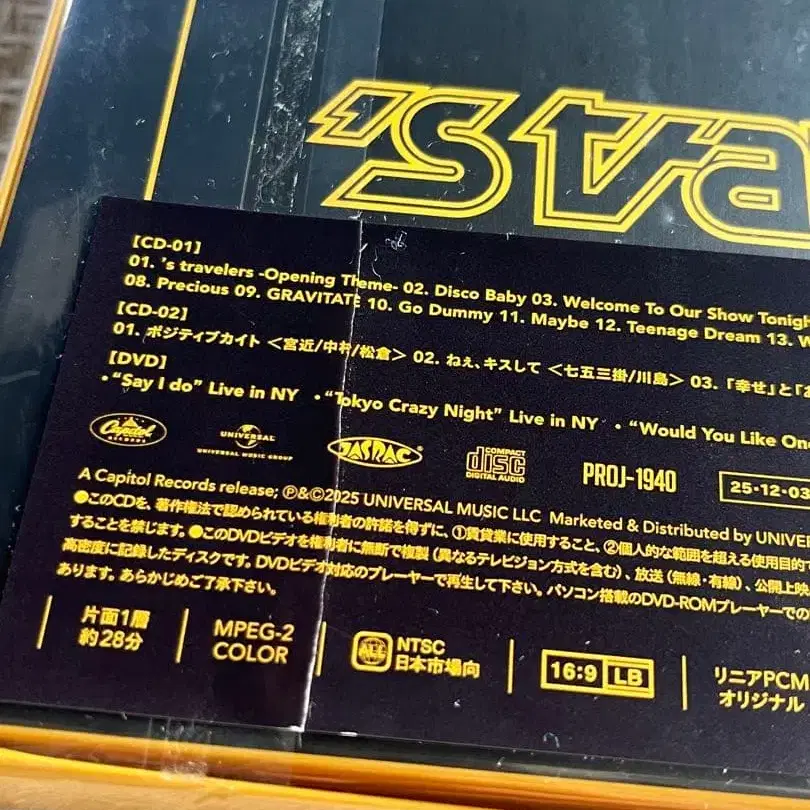 【CD-01】
01. 's travelers -Opening Theme- 02. Disco Baby 03. Welcome To Our Show Tonight
08. Precious 09. GRAVITATE 10. Go Dummy 11. Maybe 12. Teenage Dream 13. W
【CD-02】
01. ポジティブカイト <宮近/中村/松倉> 02. ねぇ、キスして <七五三掛/川島> 03. 「幸せ」と「お
【DVD】
・“Say I do” Live in NY ・“Tokyo Crazy Night” Live in NY ・“Would You Like One
Capitol RECORDS
UNIVERSAL
UNIVERSAL MUSIC GROUP
JASRAC
COMPACT disc DIGITAL AUDIO
PROJ-1940
25・12・03
A Capitol Records release; ℗&©2025 UNIVERSAL MUSIC LLC Marketed & Distributed by UNIVER
●このCDを、著作権法で認められている権利者の許諾を得ずに、①賃貸業に使用すること、②個人的な範囲を超える使用目的で
することを禁じます。●このDVDビデオを権利者に無断で複製(異なるテレビジョン方式を含む)、放送(無線・有線)、公開上映
高密度に記録したディスクです。DVDビデオ対応のプレーヤーで再生して下さい。パソコン搭載のDVD-ROMプレーヤーでの
あります。あらかじめご了承下さい。
片面1層
約28分
MPEG-2
COLOR
ALL
NTSC
日本市場向
16:9 LB
リニアPCM
オリジナル